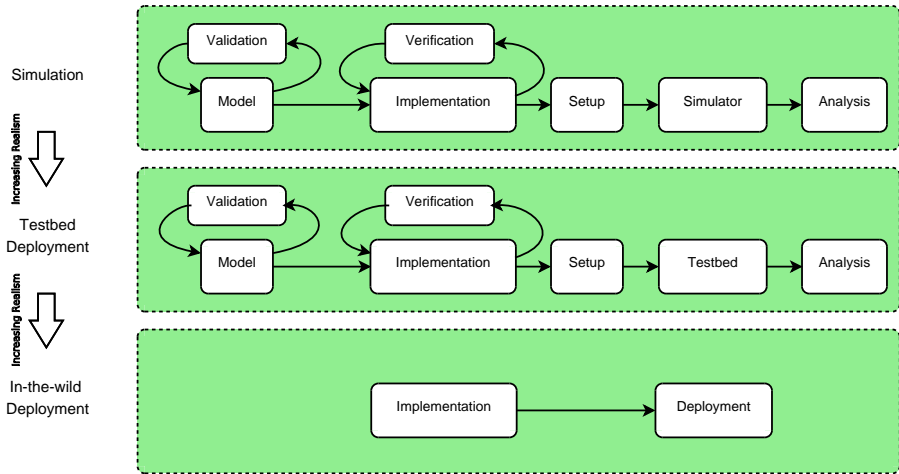 Simulation
Validation
Verification
Model
Implementation
Setup
Simulator
Analysis
Increasing Realism
Testbed
Deployment
Validation
Verification
Model
Implementation
Setup
Testbed
Analysis
Increasing Realism
In-the-wild
Deployment
Implementation
Deployment